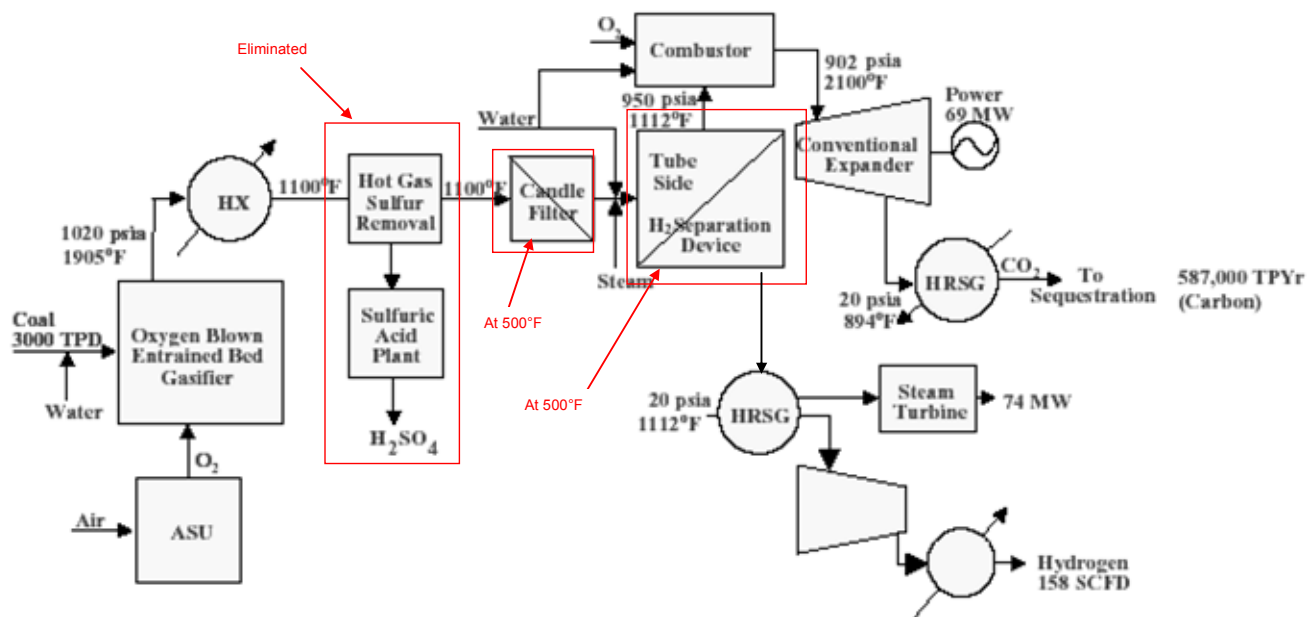 Eliminated
O2
Combustor
902 psia
2100°F
Power
69 MW
950 psia
1112°F
Water
Conventional
Expander
HX
1100°F
Hot Gas
Sulfur
Removal
1100°F
Candle
Filter
Tube
Side
H2 Separation
Device
Steam
1020 psia
1905°F
HRSG
CO2
To
Sequestration
587,000 TPYr
(Carbon)
20 psia
894°F
Coal
3000 TPD
Oxygen Blown
Entrained Bed
Gasifier
Sulfuric
Acid
Plant
At 500°F
At 500°F
Water
20 psia
1112°F
HRSG
Steam
Turbine
74 MW
H2SO4
O2
Air
ASU
Hydrogen
158 SCFD